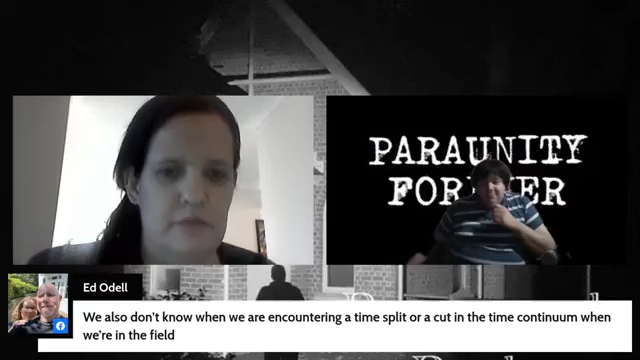 PARAUNITY
FOREVER
Ed Odell
We also don't know when we are encountering a time split or a cut in the time continuum when
we're in the field